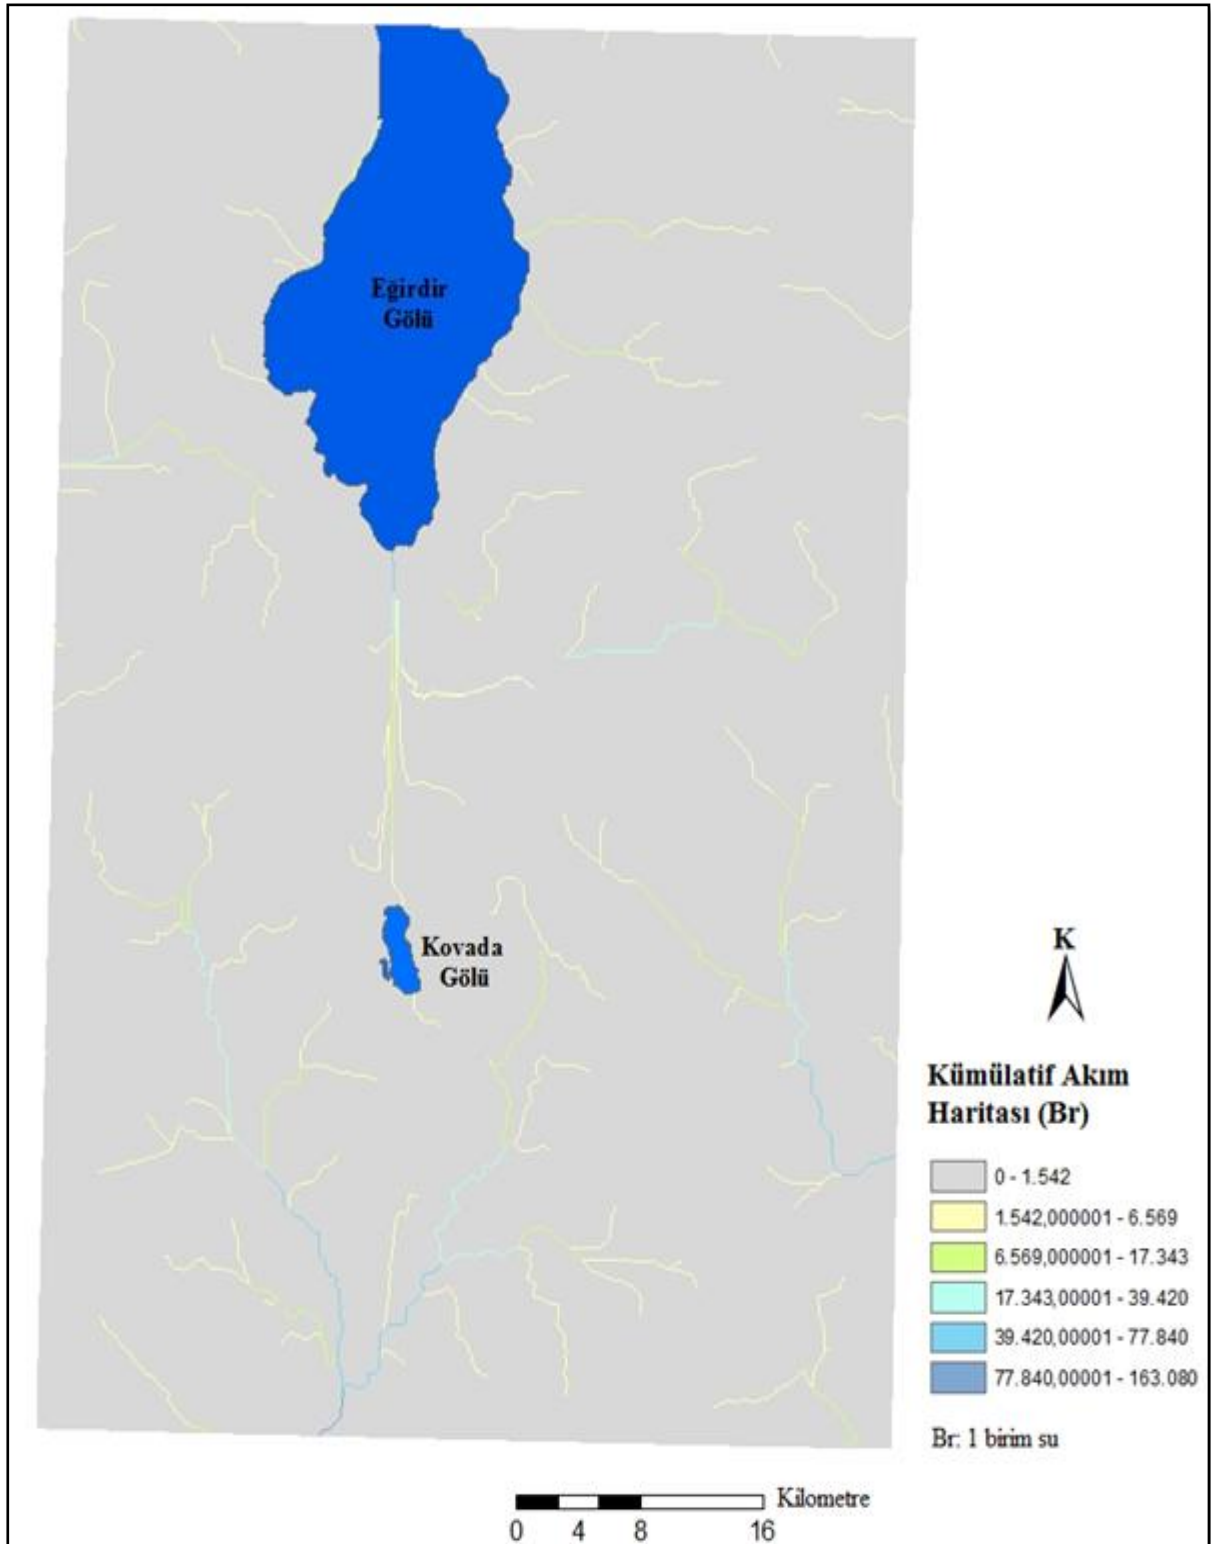 Eğirdir
Gölü
Kovada
Gölü
K
Kümülatif Akım
Haritası (Br)
0 - 1.542
1.542,000001 - 6.569
6.569,000001 - 17.343
17.343,00001 - 39.420
39.420,00001 - 77.840
77.840,00001 - 163.080
Br: 1 birim su
Kilometre
0 4 8 16